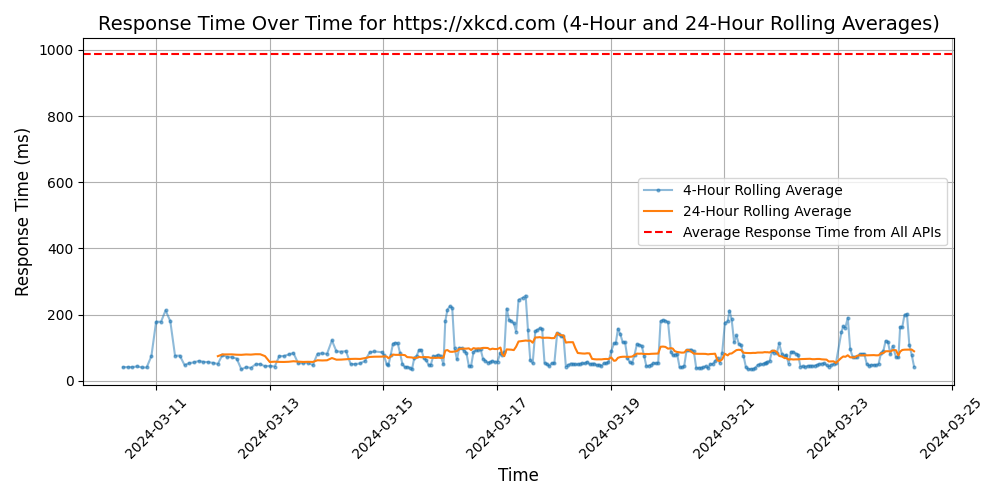 Response Time Over Time for https://xkcd.com (4-Hour and 24-Hour Rolling Averages)
1000
800
600
400
200
0
Response Time (ms)
4-Hour Rolling Average
24-Hour Rolling Average
Average Response Time from All APIs
2024-03-11
2024-03-13
2024-03-15
2024-03-17
2024-03-19
2024-03-21
2024-03-23
2024-03-25
Time